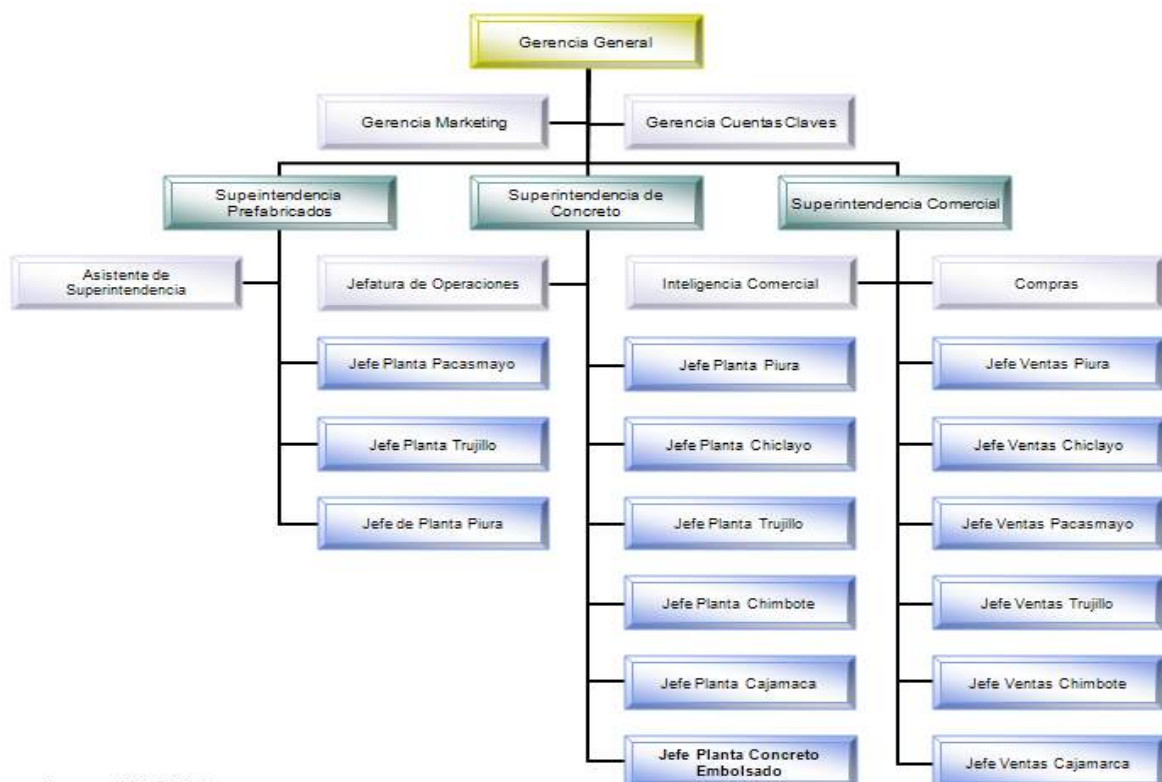 Gerencia General
Gerencia Marketing
Gerencia Cuentas Claves
Supeintendencia
Prefabricados
Superintendencia de
Concreto
Superintendencia Comercial
Asistente de
Superintendencia
Jefatura de Operaciones
Inteligencia Comercial
Compras
Jefe Planta Pacasmayo
Jefe Planta Piura
Jefe Ventas Piura
Jefe Planta Trujillo
Jefe Planta Chiclayo
Jefe Ventas Chiclayo
Jefe de Planta Piura
Jefe Planta Trujillo
Jefe Ventas Pacasmayo
Jefe Planta Chimbote
Jefe Ventas Trujillo
Jefe Planta Cajamaca
Jefe Ventas Chimbote
Jefe Planta Concreto
Embolsado
Jefe Ventas Cajamarca